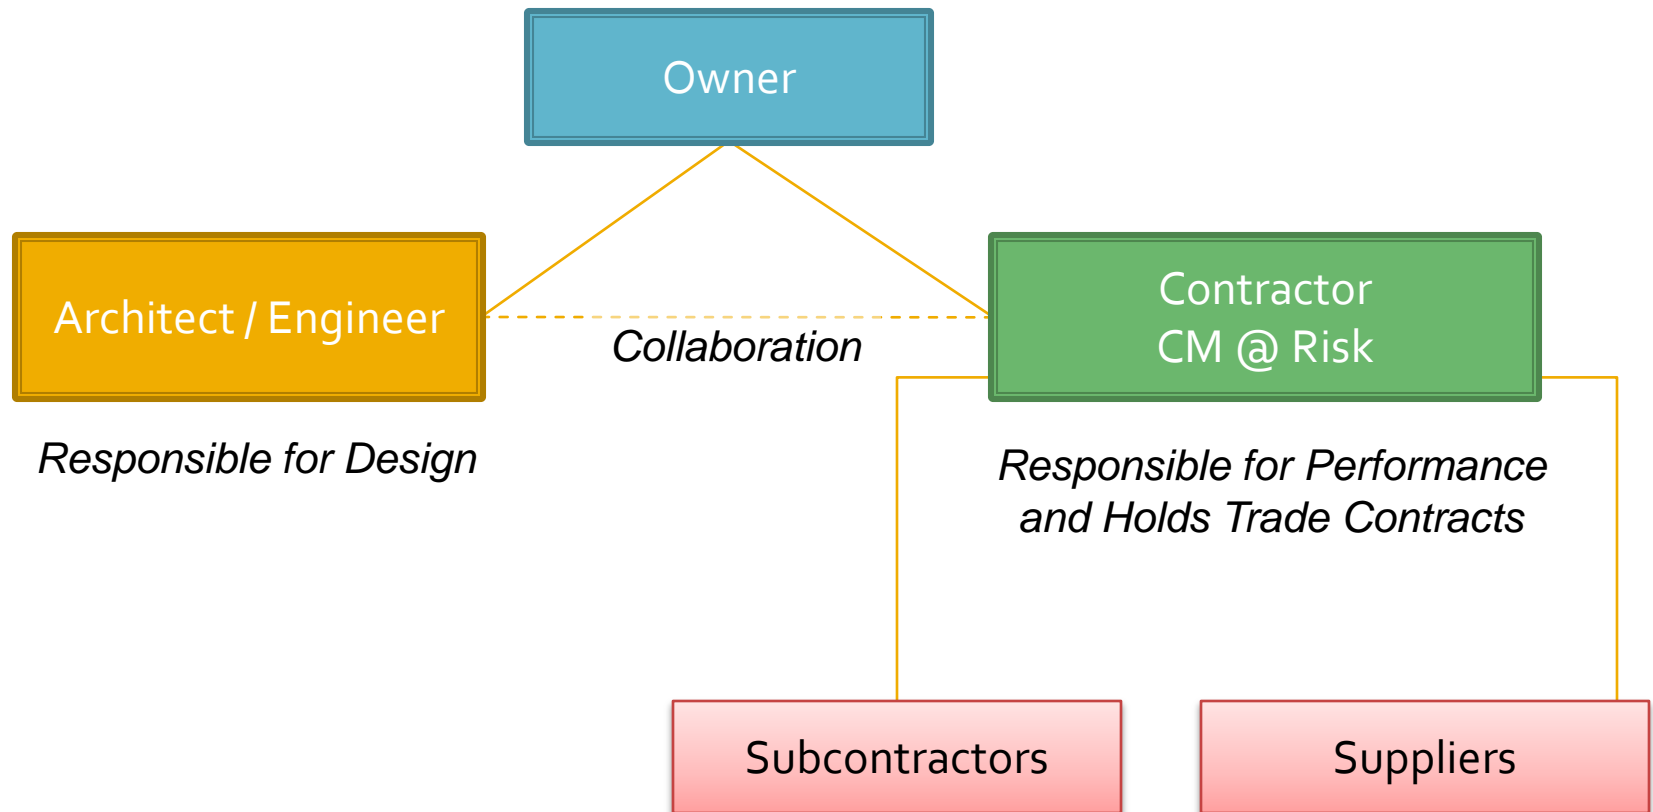 Owner
Architect / Engineer
Collaboration
Contractor
CM @ Risk
Responsible for Design
Responsible for Performance
and Holds Trade Contracts
Subcontractors
Suppliers